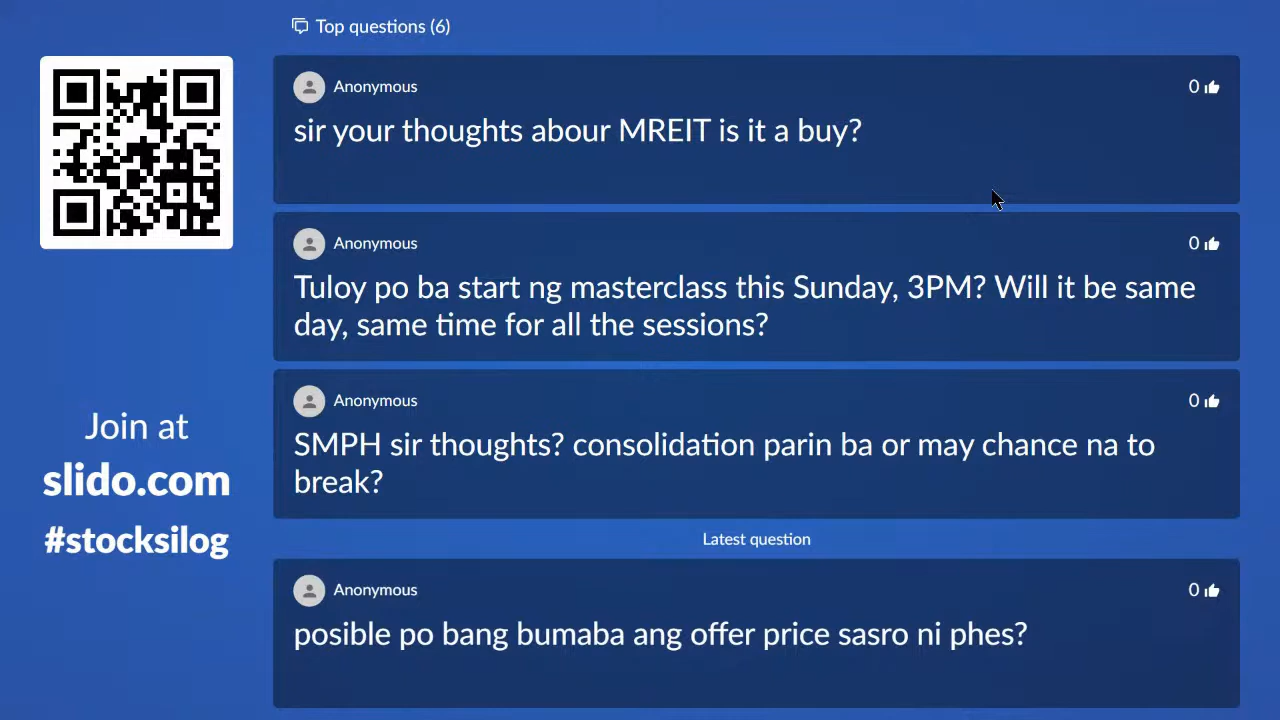 Top questions (6)
Anonymous
0
sir your thoughts abour MREIT is it a buy?
Anonymous
0
Tuloy po ba start ng masterclass this Sunday, 3PM? Will it be same
day, same time for all the sessions?
Anonymous
0
SMPH sir thoughts? consolidation parin ba or may chance na to
break?
Latest question
Anonymous
0
posible po bang bumaba ang offer price sasro ni phes?
Join at
slido.com
#stocksilog